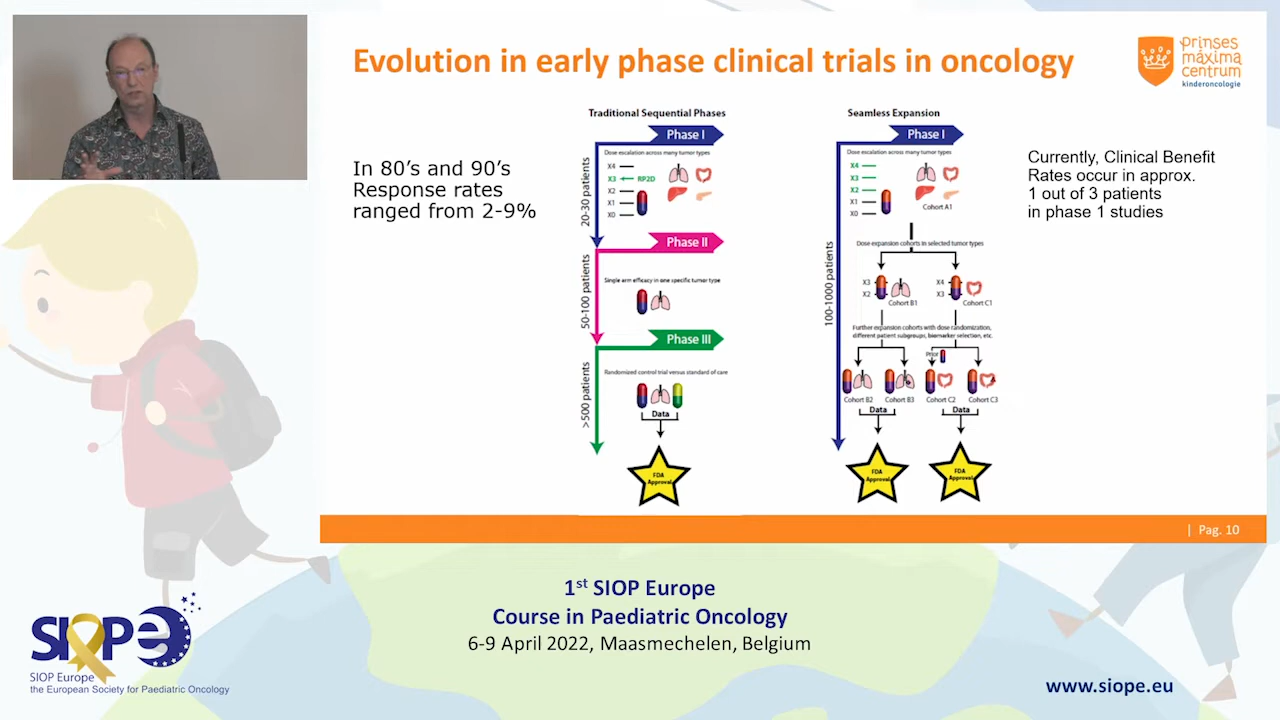 Evolution in early phase clinical trials in oncology
prinses
máxima
centrum
kinderoncologie
In 80's and 90's
Response rates
ranged from 2-9%
Traditional Sequential Phases
Phase I
Dose escalation across many tumor types
X4
X3
RP2D
X2
X1
X0
20-30 patients
Phase II
Single arm efficacy in one specific tumor type
50-100 patients
Phase III
Randomized control trial versus standard of care
>500 patients
Data
FDA
Approval
Seamless Expansion
Phase I
Dose escalation across many tumor types
X4
X3
X2
X1
X0
Cohort A1
100-1000 patients
Dose expansion cohorts in selected tumor types
X3
X2
Cohort B1
X4
X3
Cohort C1
Further expansion cohorts with dose randomization,
different patient subgroups, biomarker selection, etc.
Prior
Cohort B2
Cohort B3
Cohort C2
Cohort C3
Data
Data
FDA
Approval
FDA
Approval
Currently, Clinical Benefit
Rates occur in approx.
1 out of 3 patients
in phase 1 studies
| Pag. 10
1st SIOP Europe
Course in Paediatric Oncology
6-9 April 2022, Maasmechelen, Belgium
SIOPe
SIOP Europe
the European Society for Paediatric Oncology
www.siope.eu